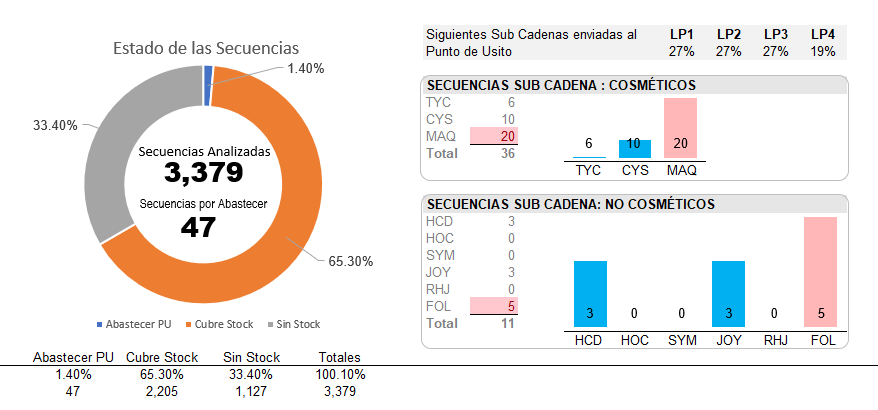 Siguientes Sub Cadenas enviadas al Punto de Usito
LP1 LP2 LP3 LP4
27% 27% 27% 19%
Estado de las Secuencias
1.40%
33.40%
65.30%
Secuencias Analizadas
3,379
Secuencias por Abastecer
47
Abastecer PU Cubre Stock Sin Stock
Abastecer PU Cubre Stock Sin Stock Totales
1.40% 65.30% 33.40% 100.10%
47 2,205 1,127 3,379
SECUENCIAS SUB CADENA : COSMÉTICOS
TYC 6
CYS 10
MAQ 20
Total 36
6 10 20
TYC CYS MAQ
SECUENCIAS SUB CADENA: NO COSMÉTICOS
HCD 3
HOC 0
SYM 0
JOY 3
RHJ 0
FOL 5
Total 11
3 0 0 3 0 5
HCD HOC SYM JOY RHJ FOL